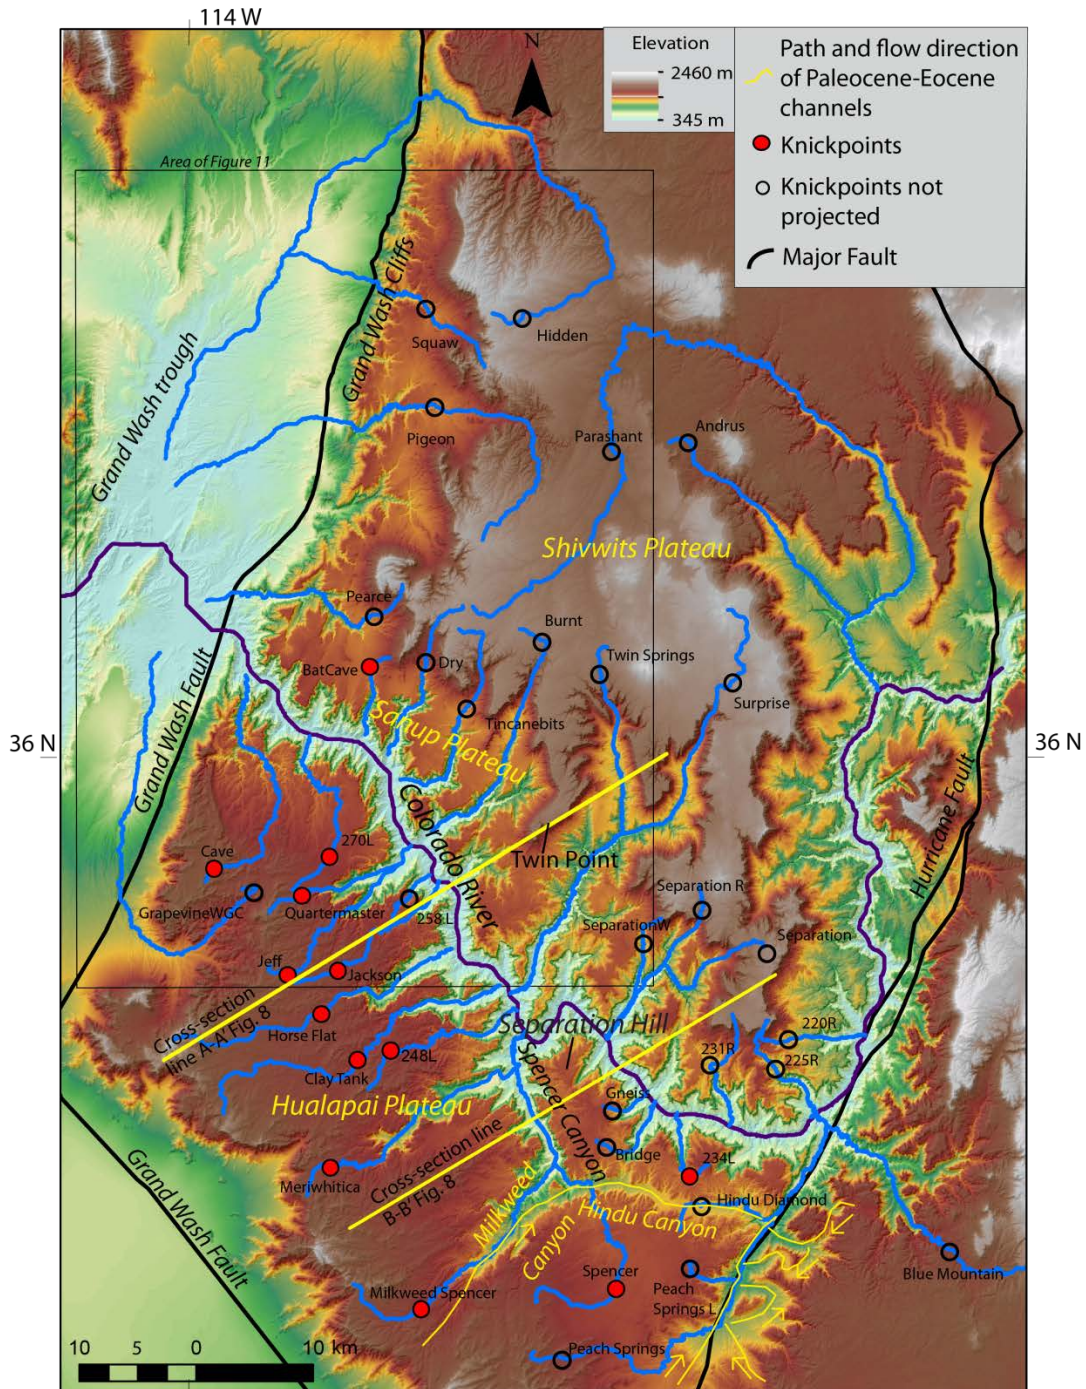 114 W
N
Elevation
2460 m
345 m
Path and flow direction
of Paleocene-Eocene
channels
Knickpoints
Knickpoints not
projected
Major Fault
Area of Figure 11
Grand Wash Cliffs
Squaw
Hidden
Grand Wash trough
Pigeon
Parashant
Andrus
Shivwits Plateau
Pearce
Burnt
BatCave
Dry
Twin Springs
Surprise
Tincanebits
Sanup Plateau
Grand Wash Fault
36 N
36 N
Colorado River
Hurricane Fault
270L
Cave
Twin Point
GrapevineWGC
Quartermaster
258 L
Separation R
SeparationW
Separation
Jeff
Jackson
Cross-section
line A-A' Fig. 8
Horse Flat
Separation Hill
220R
231R
225R
248L
Clay Tank
Spencer Canyon
Hualapai Plateau
Gneiss
Bridge
234L
Meriwhitica
Cross-section line
B-B' Fig. 8
Grand Wash Fault
Milkweed
Canyon
Hindu Canyon
Hindu Diamond
Blue Mountain
Spencer
Peach
Springs L
Milkweed Spencer
Peach Springs
10 5 0 10 km